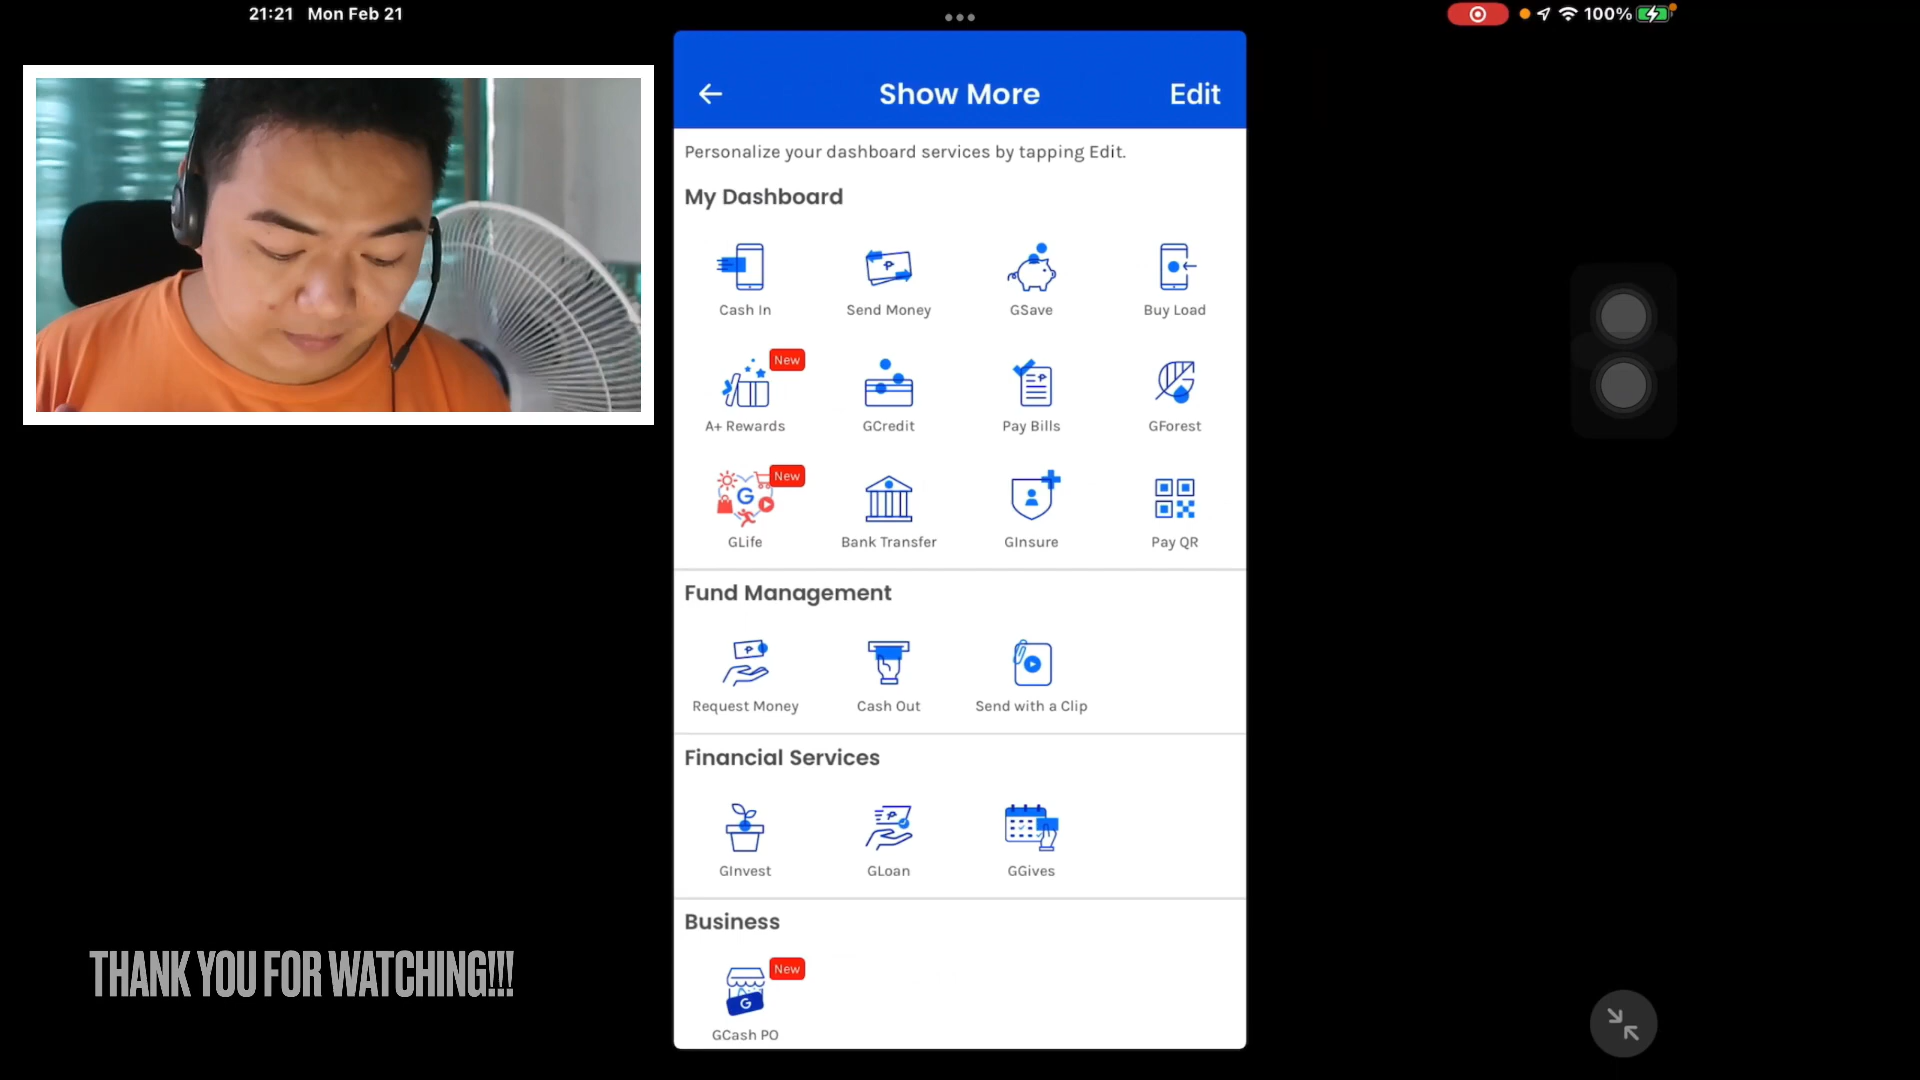 21:21 Mon Feb 21
100%
Show More
Edit
Personalize your dashboard services by tapping Edit.
My Dashboard
Cash In
Send Money
GSave
Buy Load
New
A+ Rewards
GCredit
Pay Bills
GForest
New
GLife
Bank Transfer
GInsure
Pay QR
Fund Management
Request Money
Cash Out
Send with a Clip
Financial Services
GInvest
GLoan
GGives
Business
New
GCash PO
THANK YOU FOR WATCHING!!!